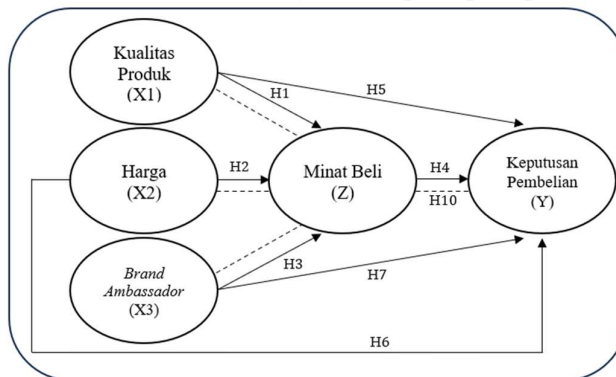 Kualitas
Produk
(X1)
H1
H5
Harga
(X2)
H2
Minat Beli
(Z)
H4
H10
Keputusan
Pembelian
(Y)
Brand
Ambassador
(X3)
H3
H7
H6